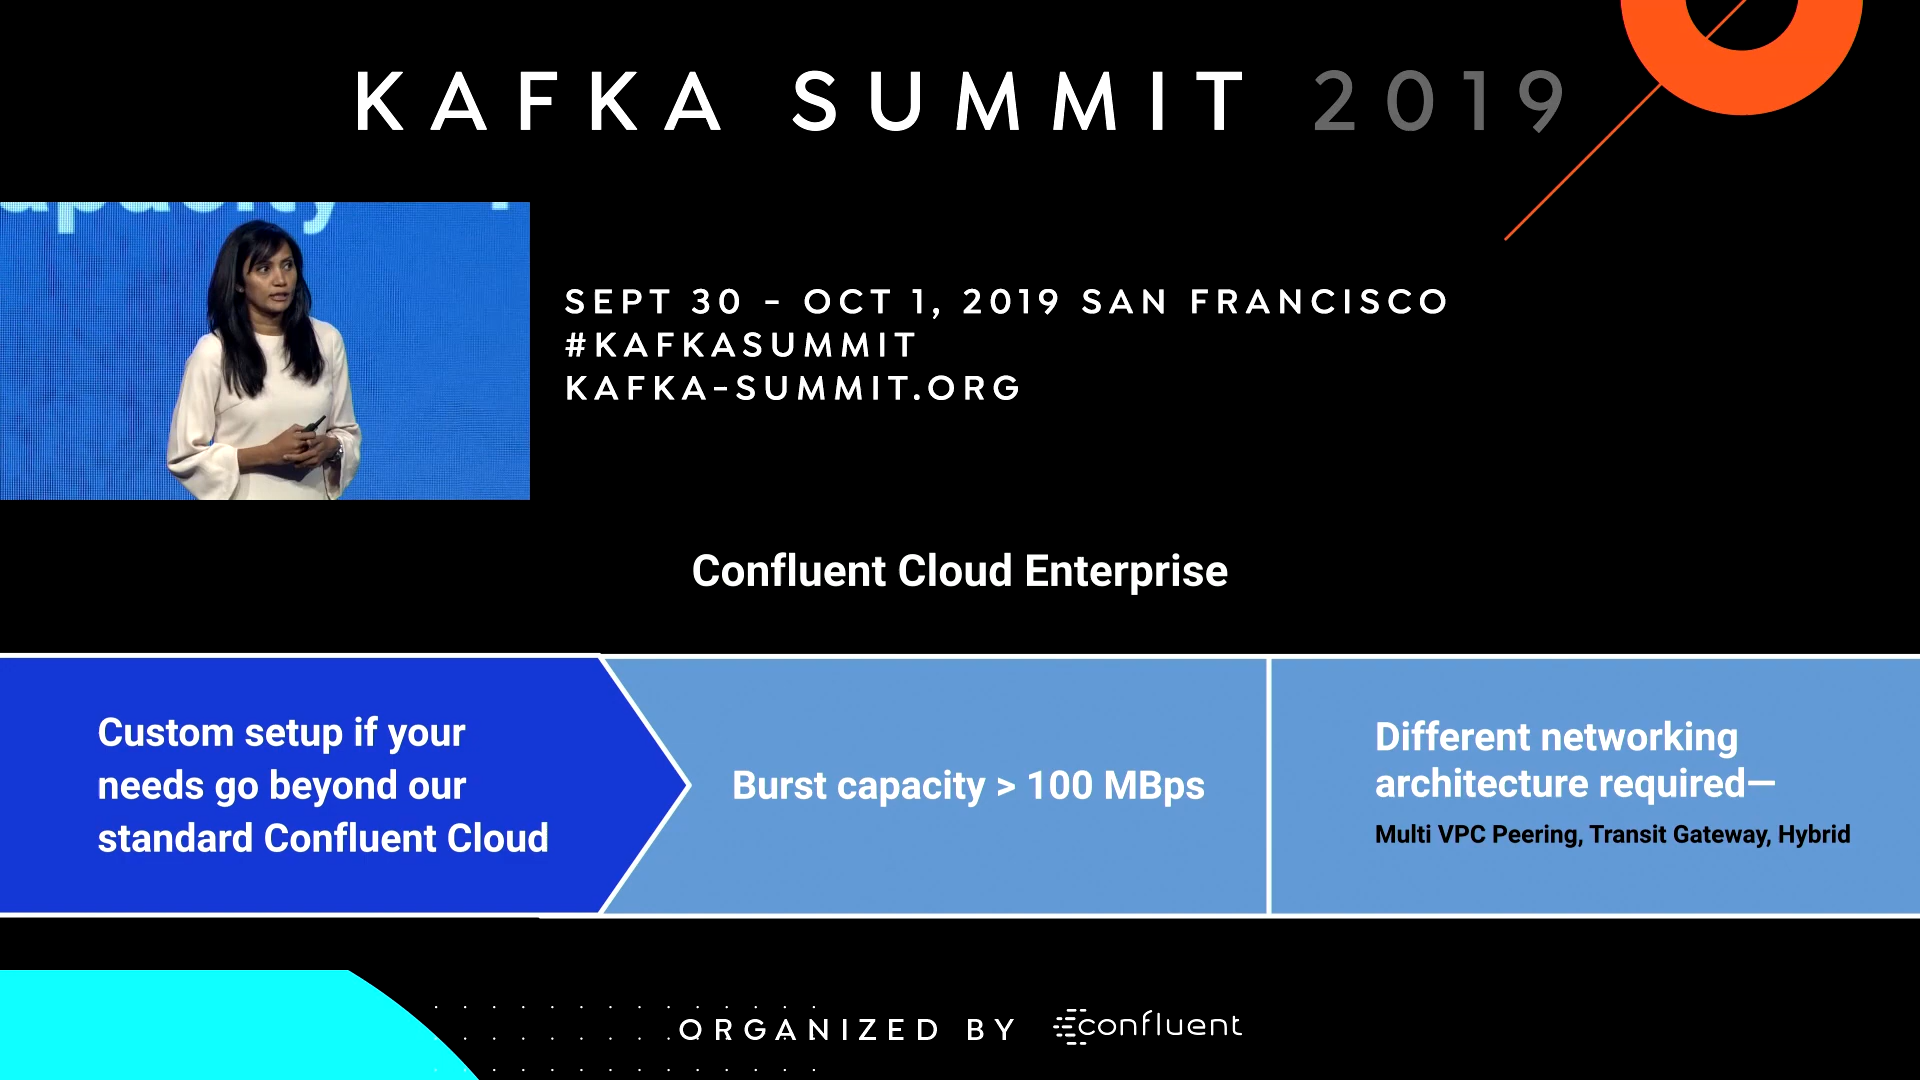 KAFKA SUMMIT 2019
apacity
SEPT 30 - OCT 1, 2019 SAN FRANCISCO
#KAFKASUMMIT
KAFKA-SUMMIT.ORG
Confluent Cloud Enterprise
Custom setup if your
needs go beyond our
standard Confluent Cloud
Burst capacity > 100 MBps
Different networking
architecture required—
Multi VPC Peering, Transit Gateway, Hybrid
ORGANIZED BY confluent